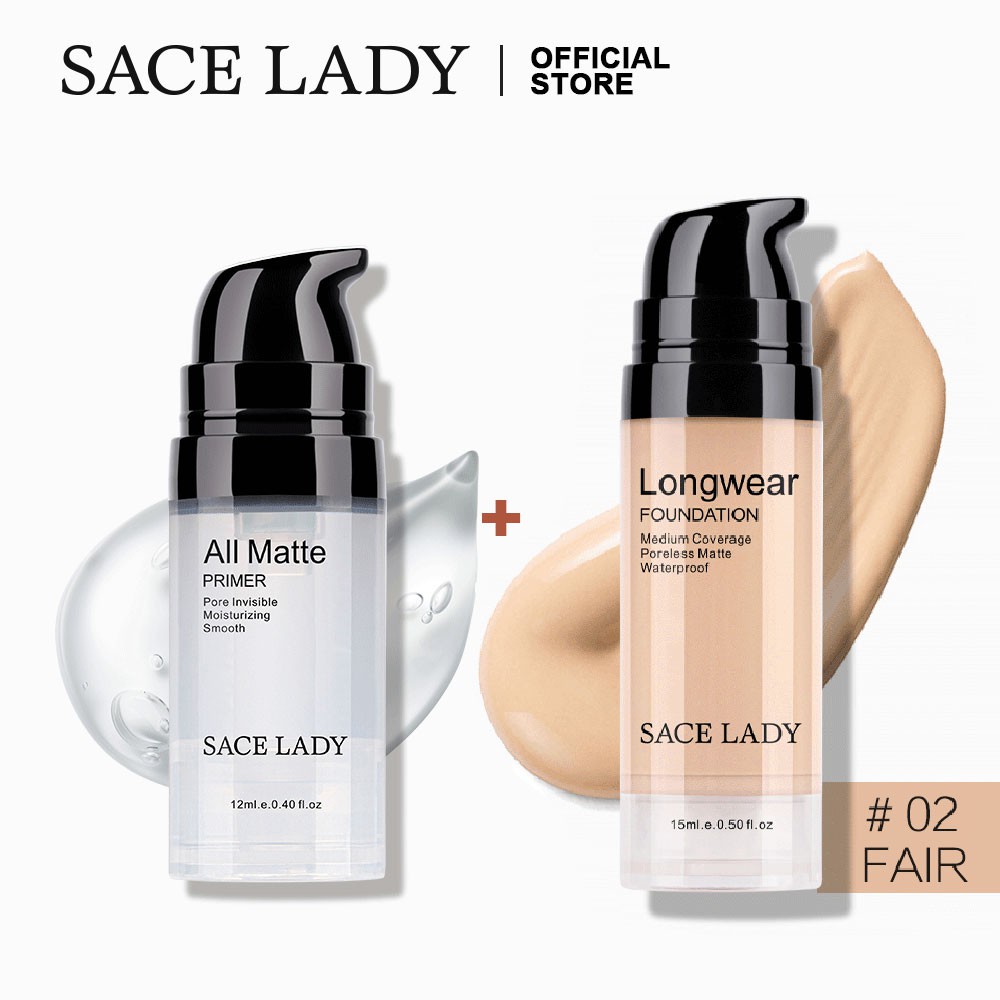 SACE LADY
OFFICIAL
STORE
All Matte
PRIMER
Pore Invisible
Moisturizing
Smooth
SACE LADY
12ml.e.0.40 fl.oz
+
Longwear
FOUNDATION
Medium Coverage
Poreless Matte
Waterproof
SACE LADY
15ml.e.0.50 fl.oz
# 02
FAIR